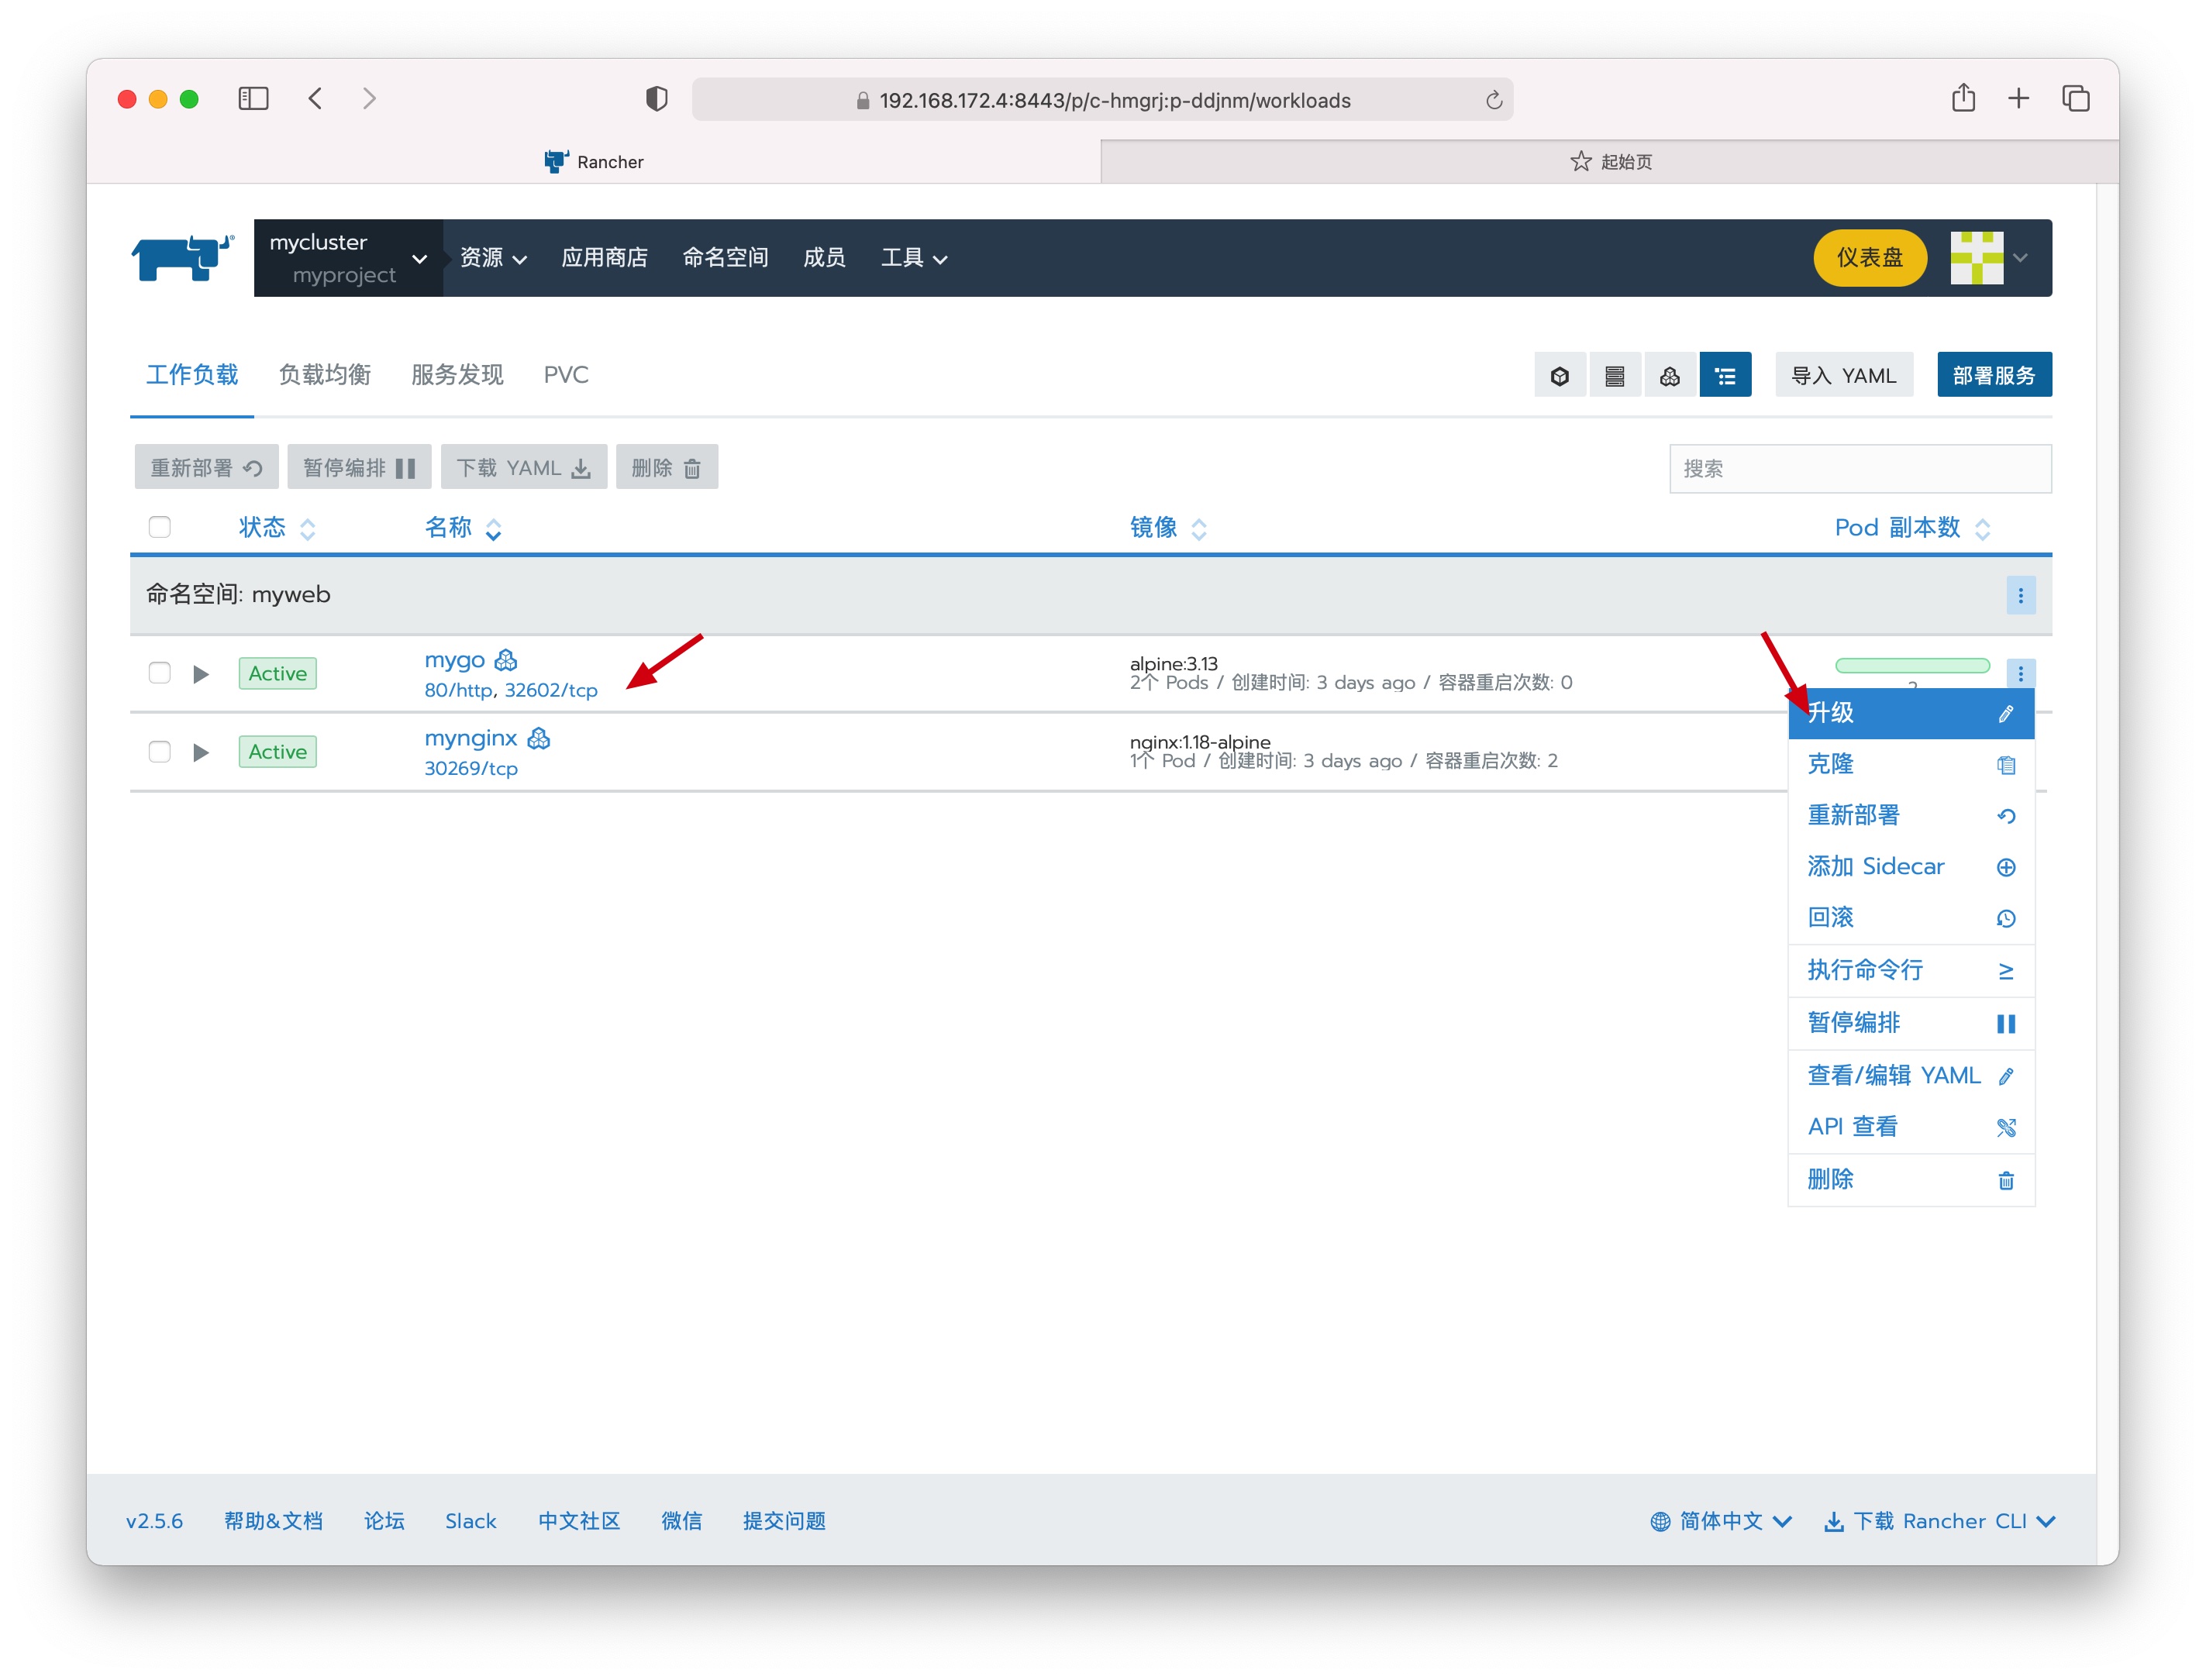 192.168.172.4:8443/p/c-hmgrj:p-ddjnm/workloads
Rancher
起始页
mycluster
myproject
资源
应用商店
命名空间
成员
工具
仪表盘
工作负载
负载均衡
服务发现
PVC
导入 YAML
部署服务
重新部署
暂停编排
下载 YAML
删除
搜索
状态
名称
镜像
Pod 副本数
命名空间: myweb
Active
mygo
80/http, 32602/tcp
alpine:3.13
2个 Pods / 创建时间: 3 days ago / 容器重启次数: 0
Active
mynginx
30269/tcp
nginx:1.18-alpine
1个 Pod / 创建时间: 3 days ago / 容器重启次数: 2
升级
克隆
重新部署
添加 Sidecar
回滚
执行命令行
暂停编排
查看/编辑 YAML
API 查看
删除
v2.5.6
帮助&文档
论坛
Slack
中文社区
微信
提交问题
简体中文
下载 Rancher CLI